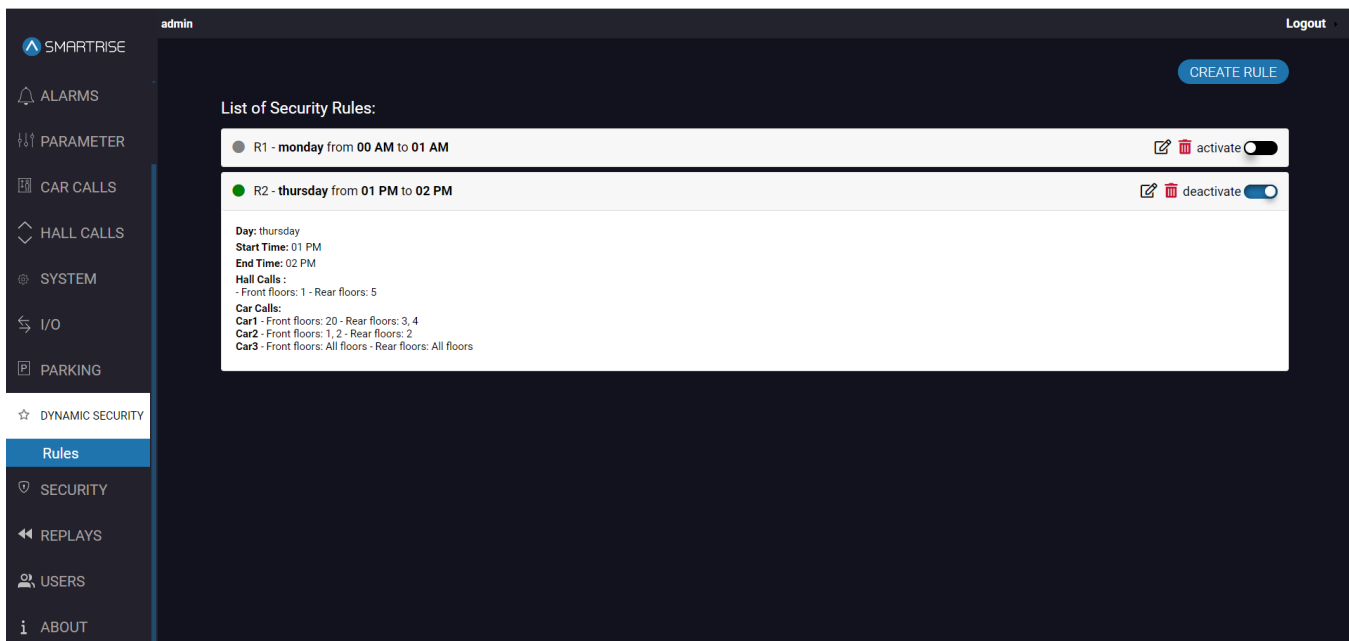 admin
Logout
SMARTRISE
CREATE RULE
ALARMS
PARAMETER
CAR CALLS
HALL CALLS
SYSTEM
I/O
PARKING
DYNAMIC SECURITY
Rules
SECURITY
REPLAYS
USERS
ABOUT
List of Security Rules:
R1 - monday from 00 AM to 01 AM
activate
R2 - thursday from 01 PM to 02 PM
deactivate
Day: thursday
Start Time: 01 PM
End Time: 02 PM
Hall Calls :
- Front floors: 1 - Rear floors: 5
Car Calls:
Car1 - Front floors: 20 - Rear floors: 3, 4
Car2 - Front floors: 1, 2 - Rear floors: 2
Car3 - Front floors: All floors - Rear floors: All floors